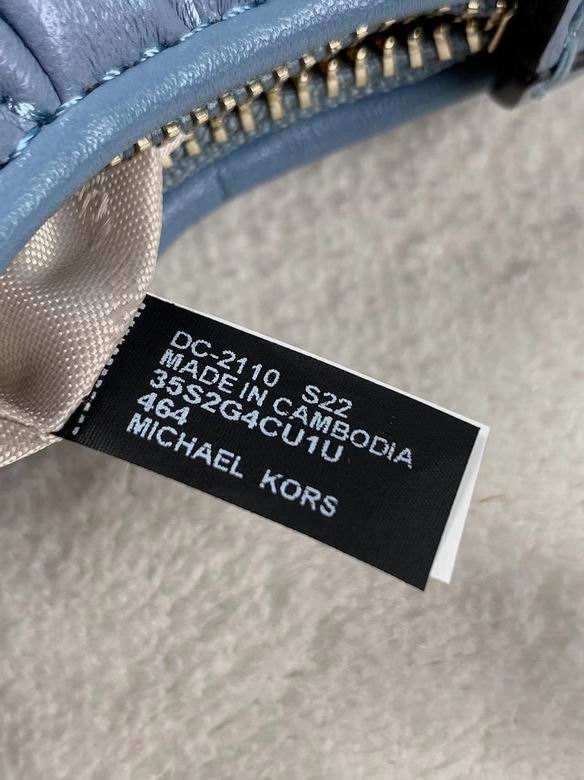 DC-2110 S22
MADE IN CAMBODIA
35S2G4CU1U
464
MICHAEL KORS